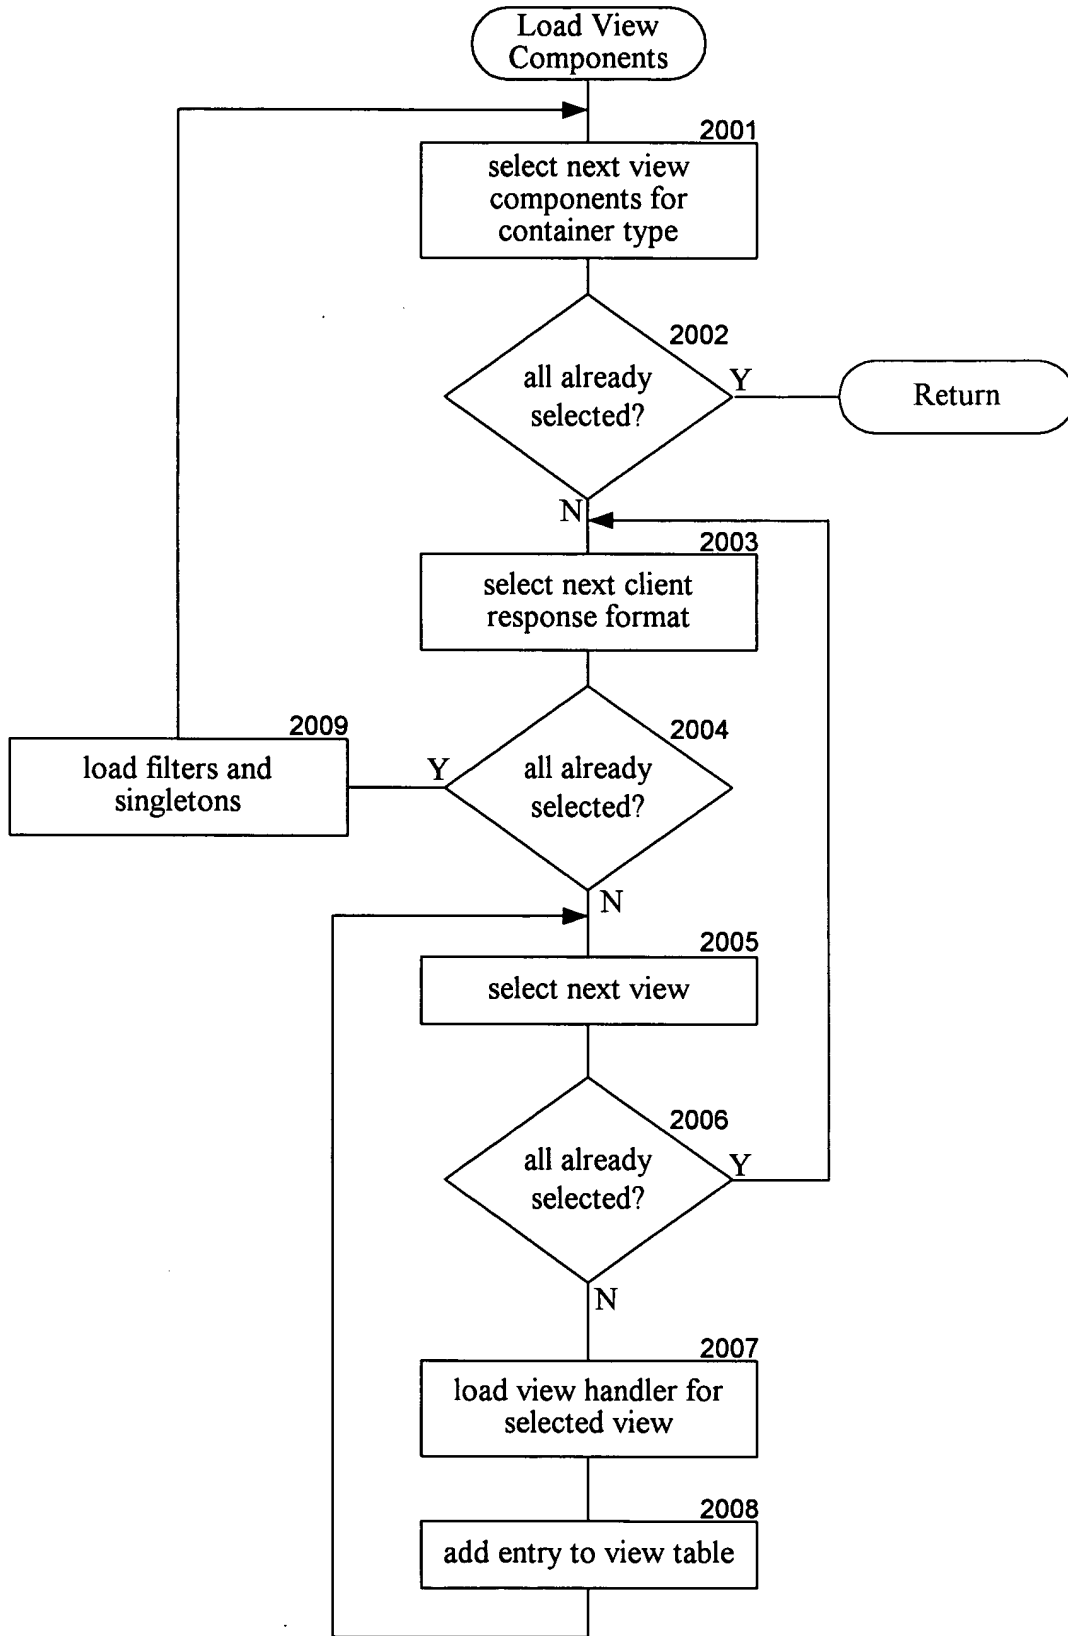 Load View
Components
2001
select next view
components for
container type
2002
all already
selected?
Y
Return
N
2003
select next client
response format
2009
load filters and
singletons
Y
2004
all already
selected?
N
2005
select next view
2006
all already
selected?
Y
N
2007
load view handler for
selected view
2008
add entry to view table